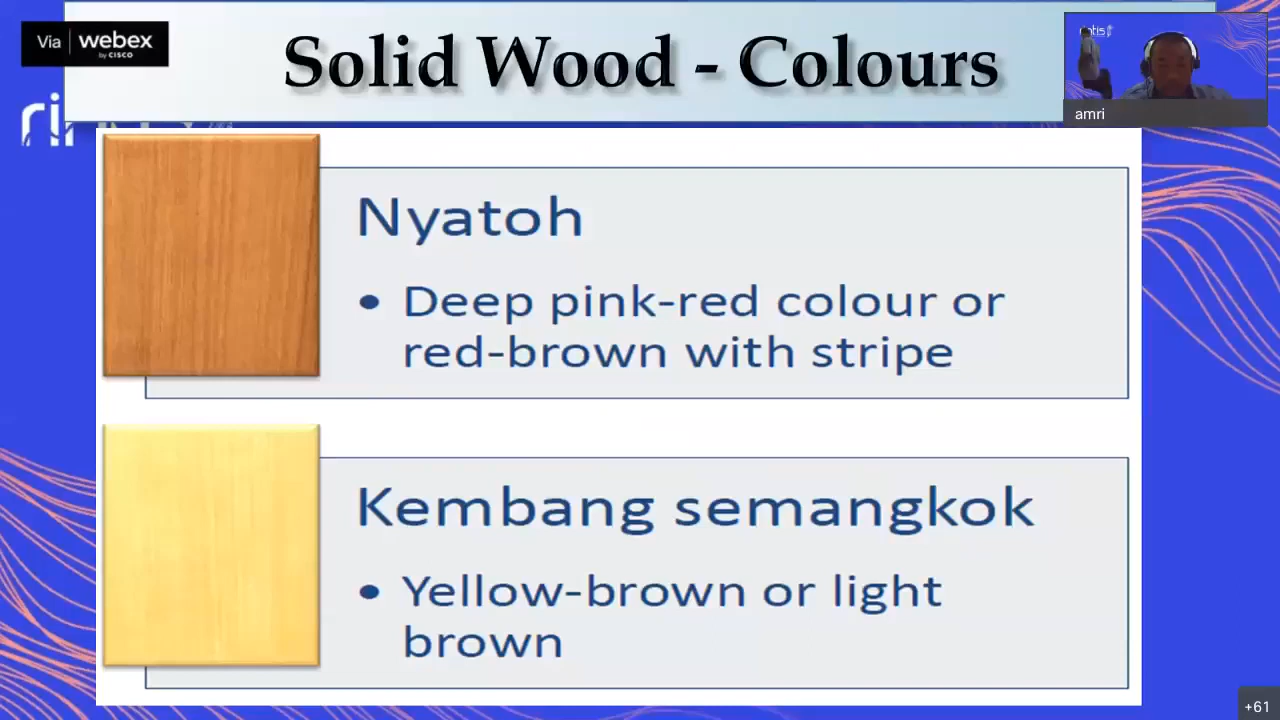 Via webex
by CISCO
Solid Wood - Colours
amri
Nyatoh
• Deep pink-red colour or
red-brown with stripe
Kembang semangkok
• Yellow-brown or light
brown
+61